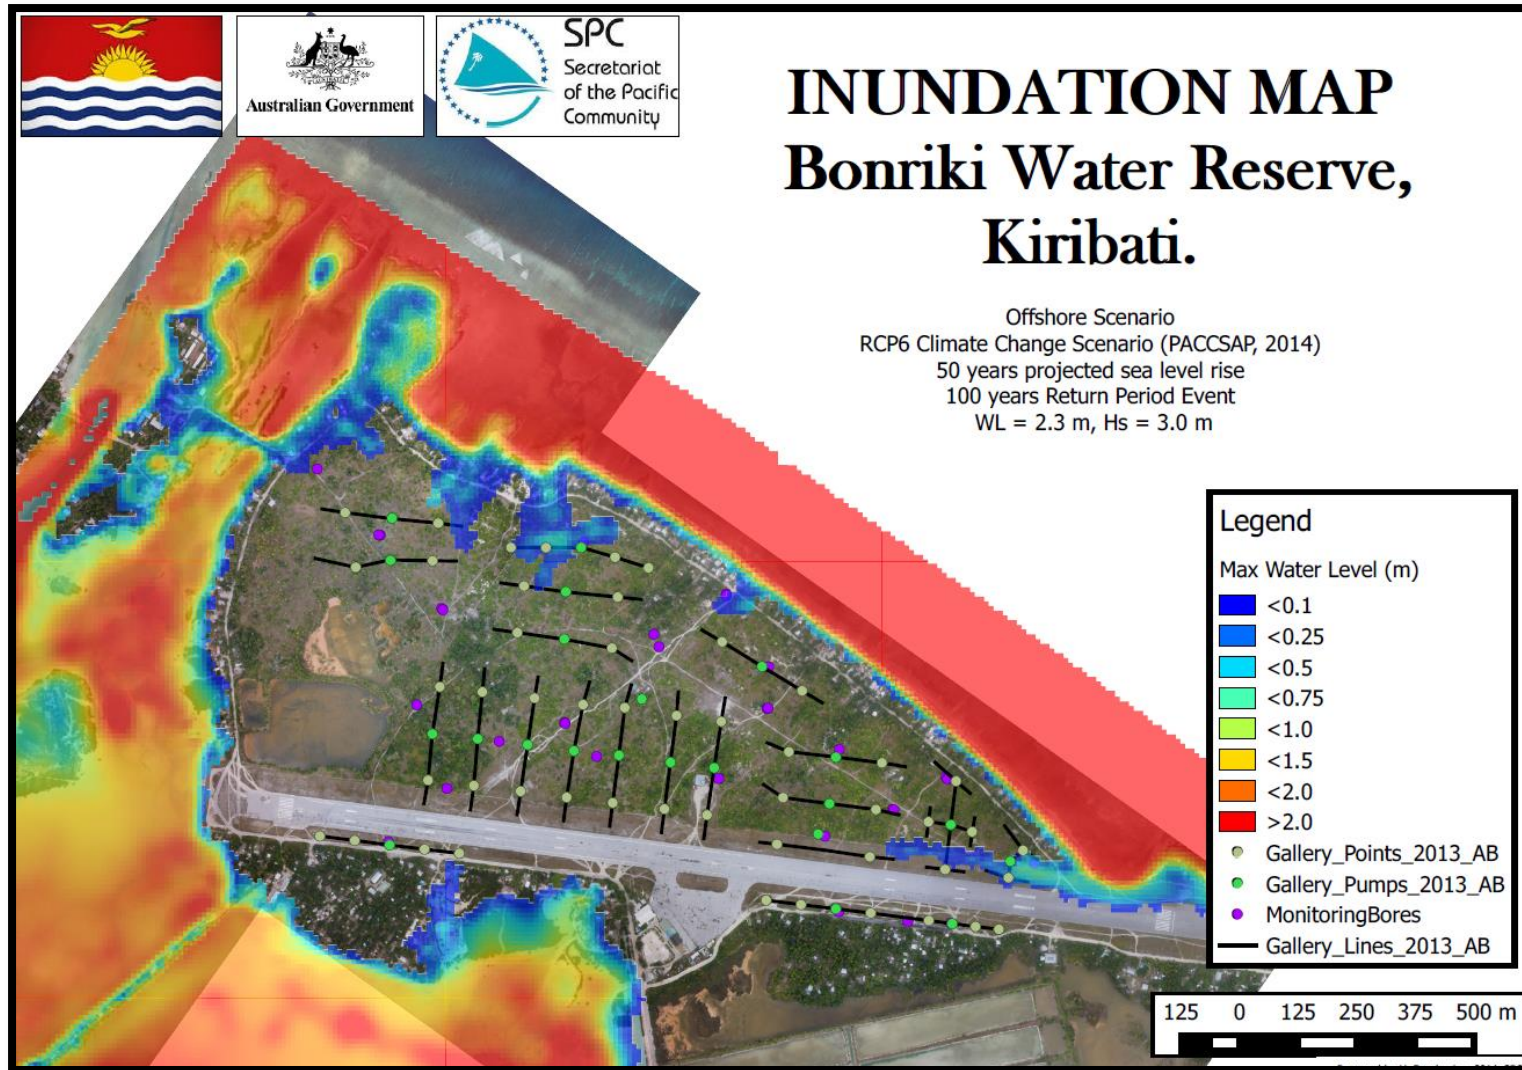 Australian Government
SPC
Secretariat
of the Pacific
Community
INUNDATION MAP
Bonriki Water Reserve,
Kiribati.
Offshore Scenario
RCP6 Climate Change Scenario (PACCSAP, 2014)
50 years projected sea level rise
100 years Return Period Event
WL = 2.3 m, Hs = 3.0 m
Legend
Max Water Level (m)
<0.1
<0.25
<0.5
<0.75
<1.0
<1.5
<2.0
>2.0
Gallery_Points_2013_AB
Gallery_Pumps_2013_AB
MonitoringBores
Gallery_Lines_2013_AB
125 0 125 250 375 500 m